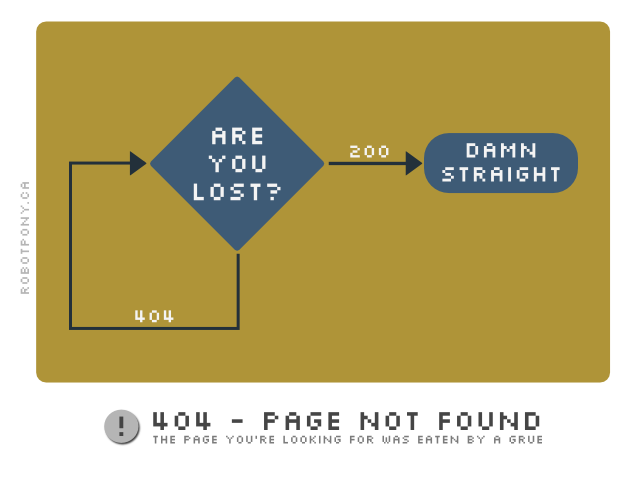 ARE
YOU
LOST?
200
DAMN
STRAIGHT
404
ROBOTPONY.CA
! 404 - PAGE NOT FOUND
THE PAGE YOU'RE LOOKING FOR WAS EATEN BY A GRUE